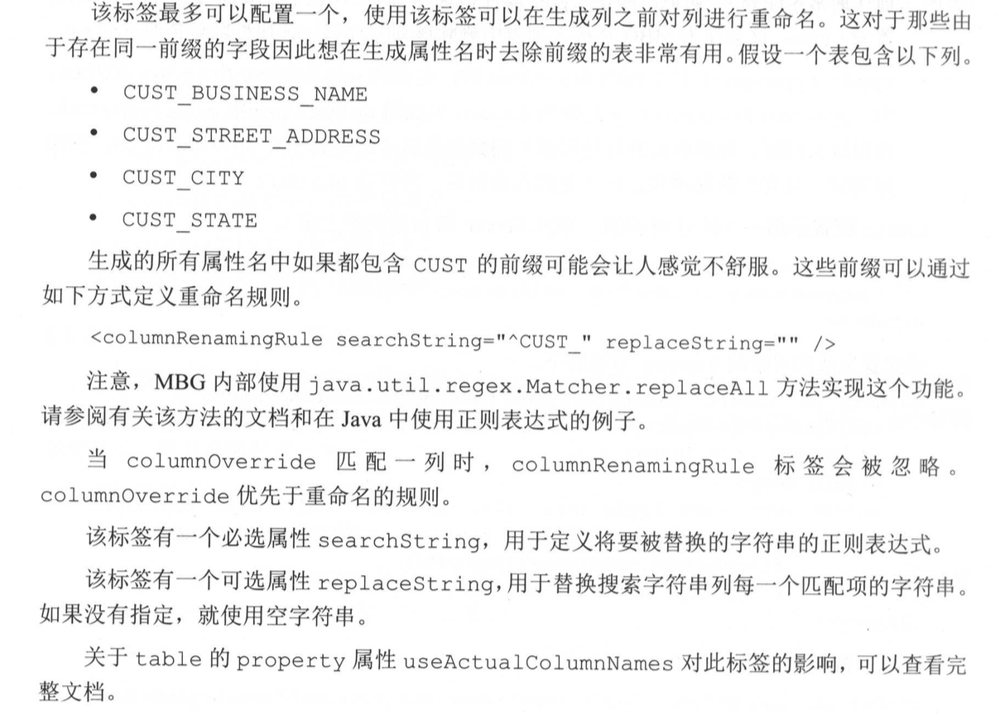 该标签最多可以配置一个，使用该标签可以在生成列之前对列进行重命名。这对于那些由
于存在同一前缀的字段因此想在生成属性名时去除前缀的表非常有用。假设一个表包含以下列。
• CUST_BUSINESS_NAME
• CUST_STREET_ADDRESS
• CUST_CITY
• CUST_STATE
生成的所有属性名中如果都包含 CUST 的前缀可能会让人感觉不舒服。这些前缀可以通过
如下方式定义重命名规则。
<columnRenamingRule searchString="^CUST_" replaceString="" />
注意，MBG 内部使用 java.util.regex.Matcher.replaceAll 方法实现这个功能。
请参阅有关该方法的文档和在 Java 中使用正则表达式的例子。
当 columnOverride 匹配一列时，columnRenamingRule 标签会被忽略。
columnOverride 优先于重命名的规则。
该标签有一个必选属性 searchString，用于定义将要被替换的字符串的正则表达式。
该标签有一个可选属性 replaceString，用于替换搜索字符串列每一个匹配项的字符串。
如果没有指定，就使用空字符串。
关于 table 的 property 属性 useActualColumnNames 对此标签的影响，可以查看完
整文档。